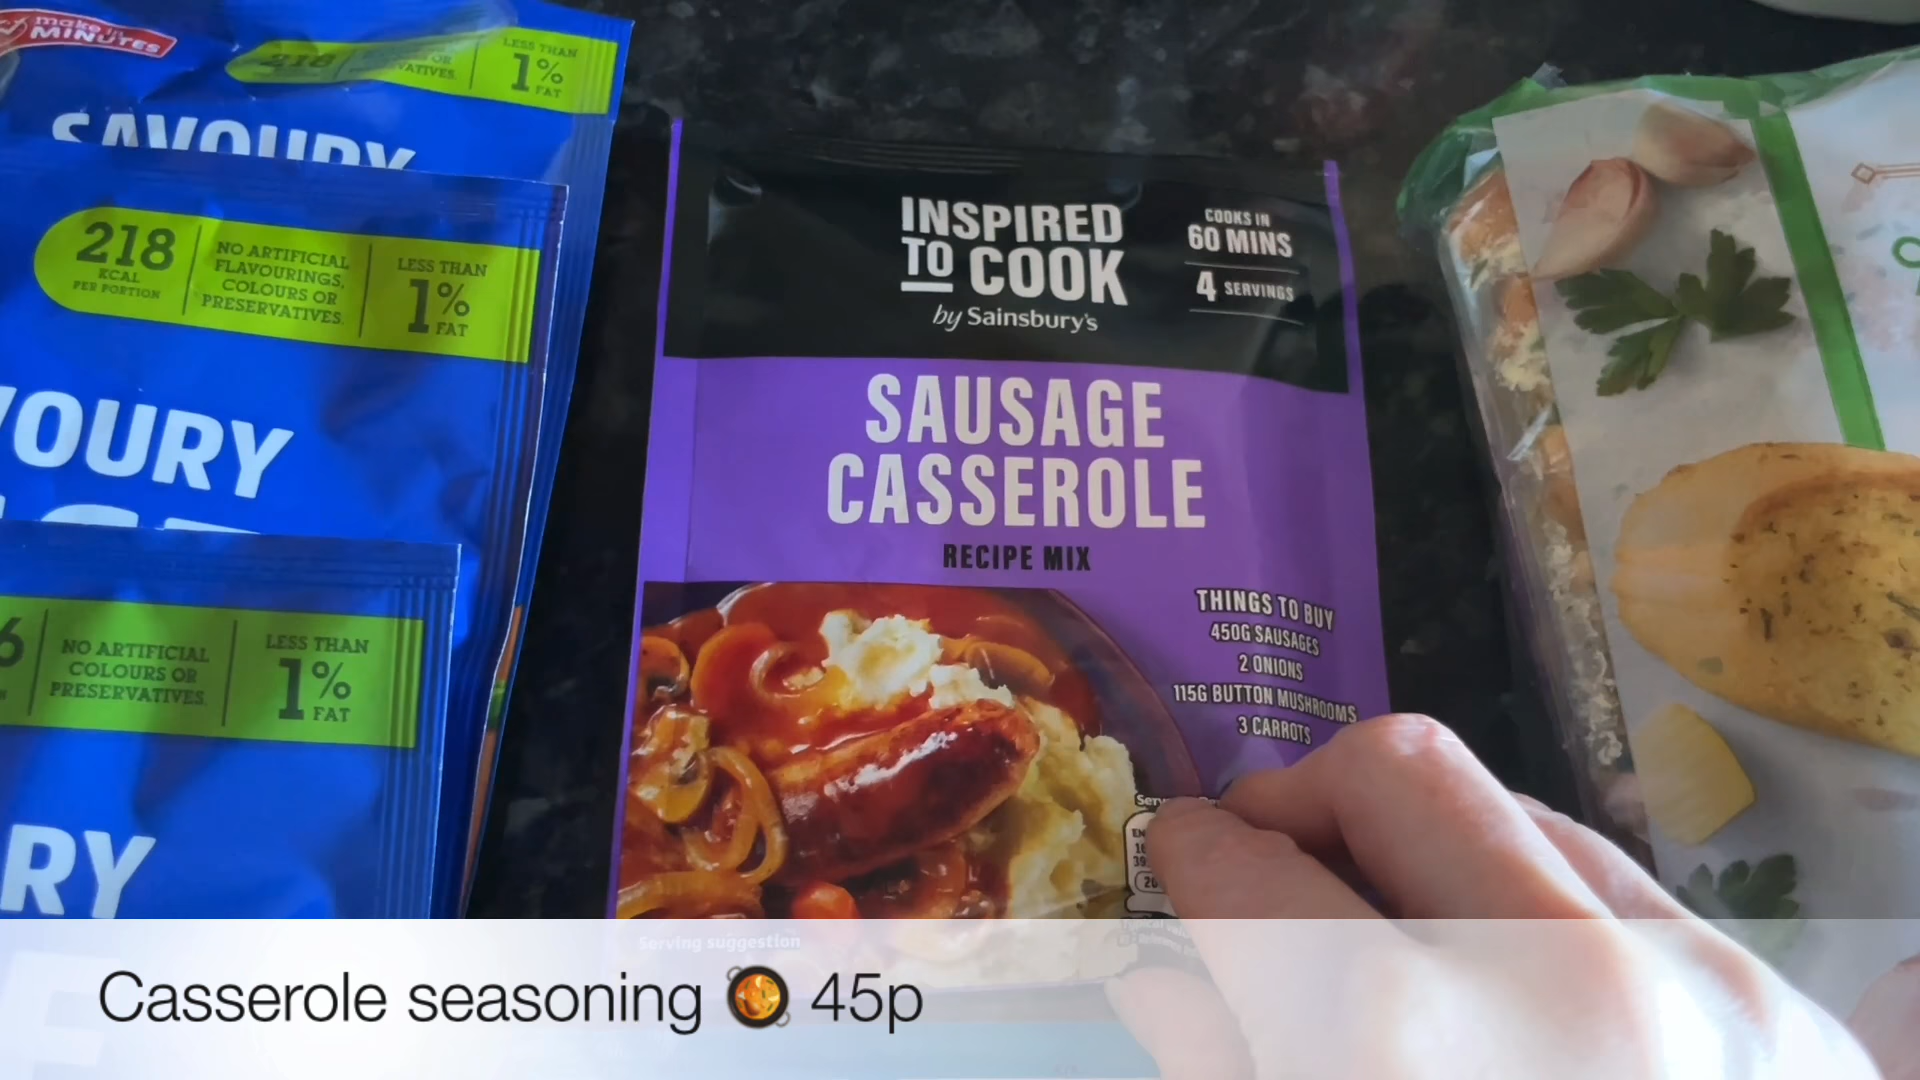 make in
MINUTES
218
LESS THAN
1%
FAT
SAVOURY
218
KCAL
PER PORTION
NO ARTIFICIAL
FLAVOURINGS,
COLOURS OR
PRESERVATIVES.
LESS THAN
1%
FAT
VOURY
NO ARTIFICIAL
COLOURS OR
PRESERVATIVES.
LESS THAN
1%
FAT
RY
INSPIRED
TO COOK
by Sainsbury's
COOKS IN
60 MINS
4 SERVINGS
SAUSAGE
CASSEROLE
RECIPE MIX
THINGS TO BUY
450G SAUSAGES
2 ONIONS
115G BUTTON MUSHROOMS
3 CARROTS
Serving suggestion
Casserole seasoning 🥘 45p